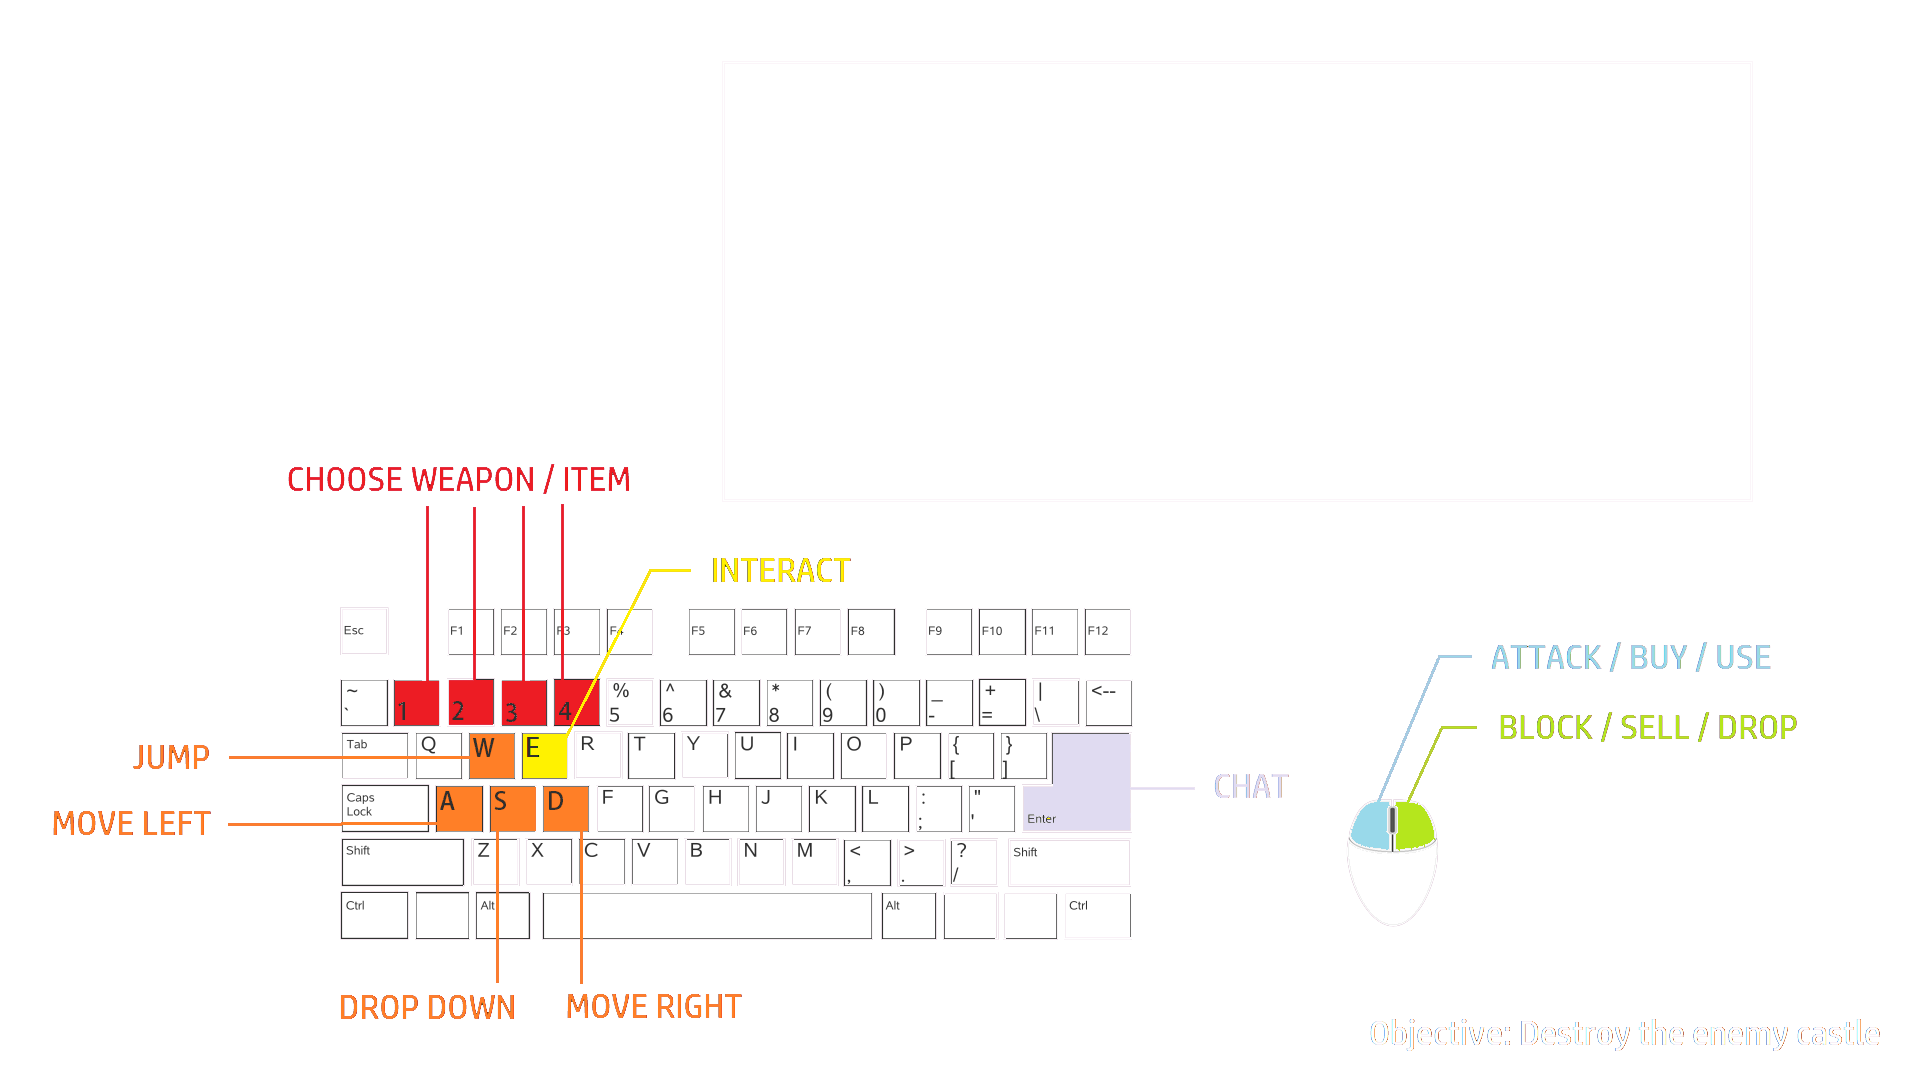 CHOOSE WEAPON / ITEM
INTERACT
Esc F1 F2 F3 F4 F5 F6 F7 F8 F9 F10 F11 F12
~ % ^ & * ( ) _ + | <--
` 1 2 3 4 5 6 7 8 9 0 - = \
Tab Q W E R T Y U I O P { }
[ ]
Caps A S D F G H J K L : "
Lock ; ' Enter
Shift Z X C V B N M < > ? Shift
, . /
Ctrl Alt Alt Ctrl
JUMP
MOVE LEFT
DROP DOWN
MOVE RIGHT
CHAT
ATTACK / BUY / USE
BLOCK / SELL / DROP
Objective: Destroy the enemy castle